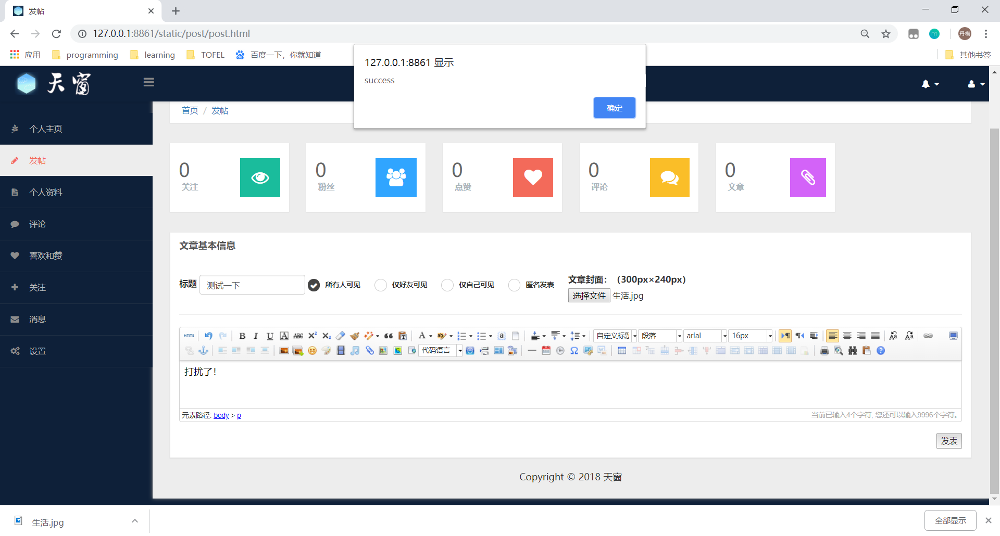 发帖
127.0.0.1:8861/static/post/post.html
丹梅
应用 programming learning TOFEL 百度一下，你就知道 其他书签
127.0.0.1:8861 显示
success
确定
天窗
首页 / 发帖
个人主页
发帖
个人资料
评论
喜欢和赞
关注
消息
设置
0 关注
0 粉丝
0 点赞
0 评论
0 文章
文章基本信息
标题 测试一下 所有人可见 仅好友可见 仅自己可见 匿名发表
文章封面：（300px×240px）
选择文件 生活.jpg
HTML 自定义标题 段落 arial 16px
代码语言
打扰了！
元素路径: body > p
当前已输入4个字符, 您还可以输入9996个字符。
发表
Copyright © 2018 天窗
生活.jpg
全部显示